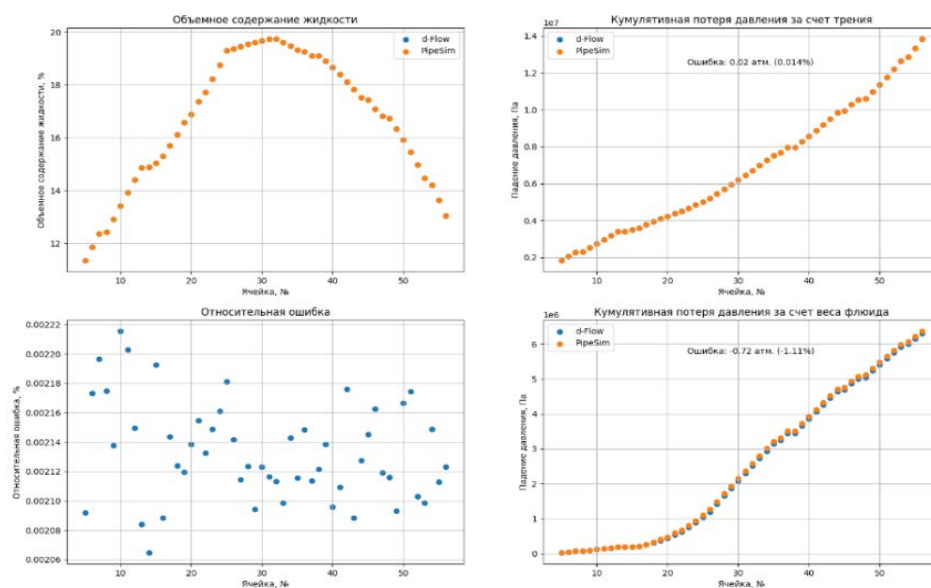 Объемное содержание жидкости
d-Flow
PipeSim
Объемное содержание жидкости, %
20
18
16
14
12
10
20
30
40
50
Ячейка, №
Кумулятивная потеря давления за счет трения
1e7
d-Flow
PipeSim
Ошибка: 0.02 атм. (0.014%)
Падение давления, Па
1.4
1.2
1.0
0.8
0.6
0.4
0.2
10
20
30
40
50
Ячейка, №
Относительная ошибка
Относительная ошибка, %
0.00222
0.00220
0.00218
0.00216
0.00214
0.00212
0.00210
0.00208
0.00206
10
20
30
40
50
Ячейка, №
Кумулятивная потеря давления за счет веса флюида
1e6
d-Flow
PipeSim
Ошибка: -0.72 атм. (-1.11%)
Падение давления, Па
6
5
4
3
2
1
0
10
20
30
40
50
Ячейка, №